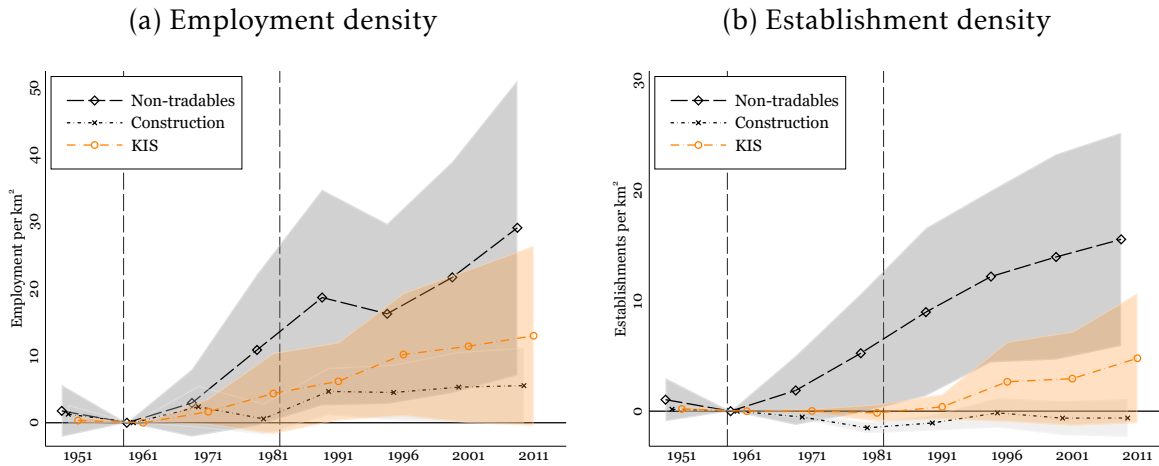 (a) Employment density
(b) Establishment density
Non-tradables
Construction
KIS
Employment per km²
0
10
20
30
40
50
1951
1961
1971
1981
1991
1996
2001
2011
Non-tradables
Construction
KIS
Establishments per km²
0
10
20
30
1951
1961
1971
1981
1991
1996
2001
2011